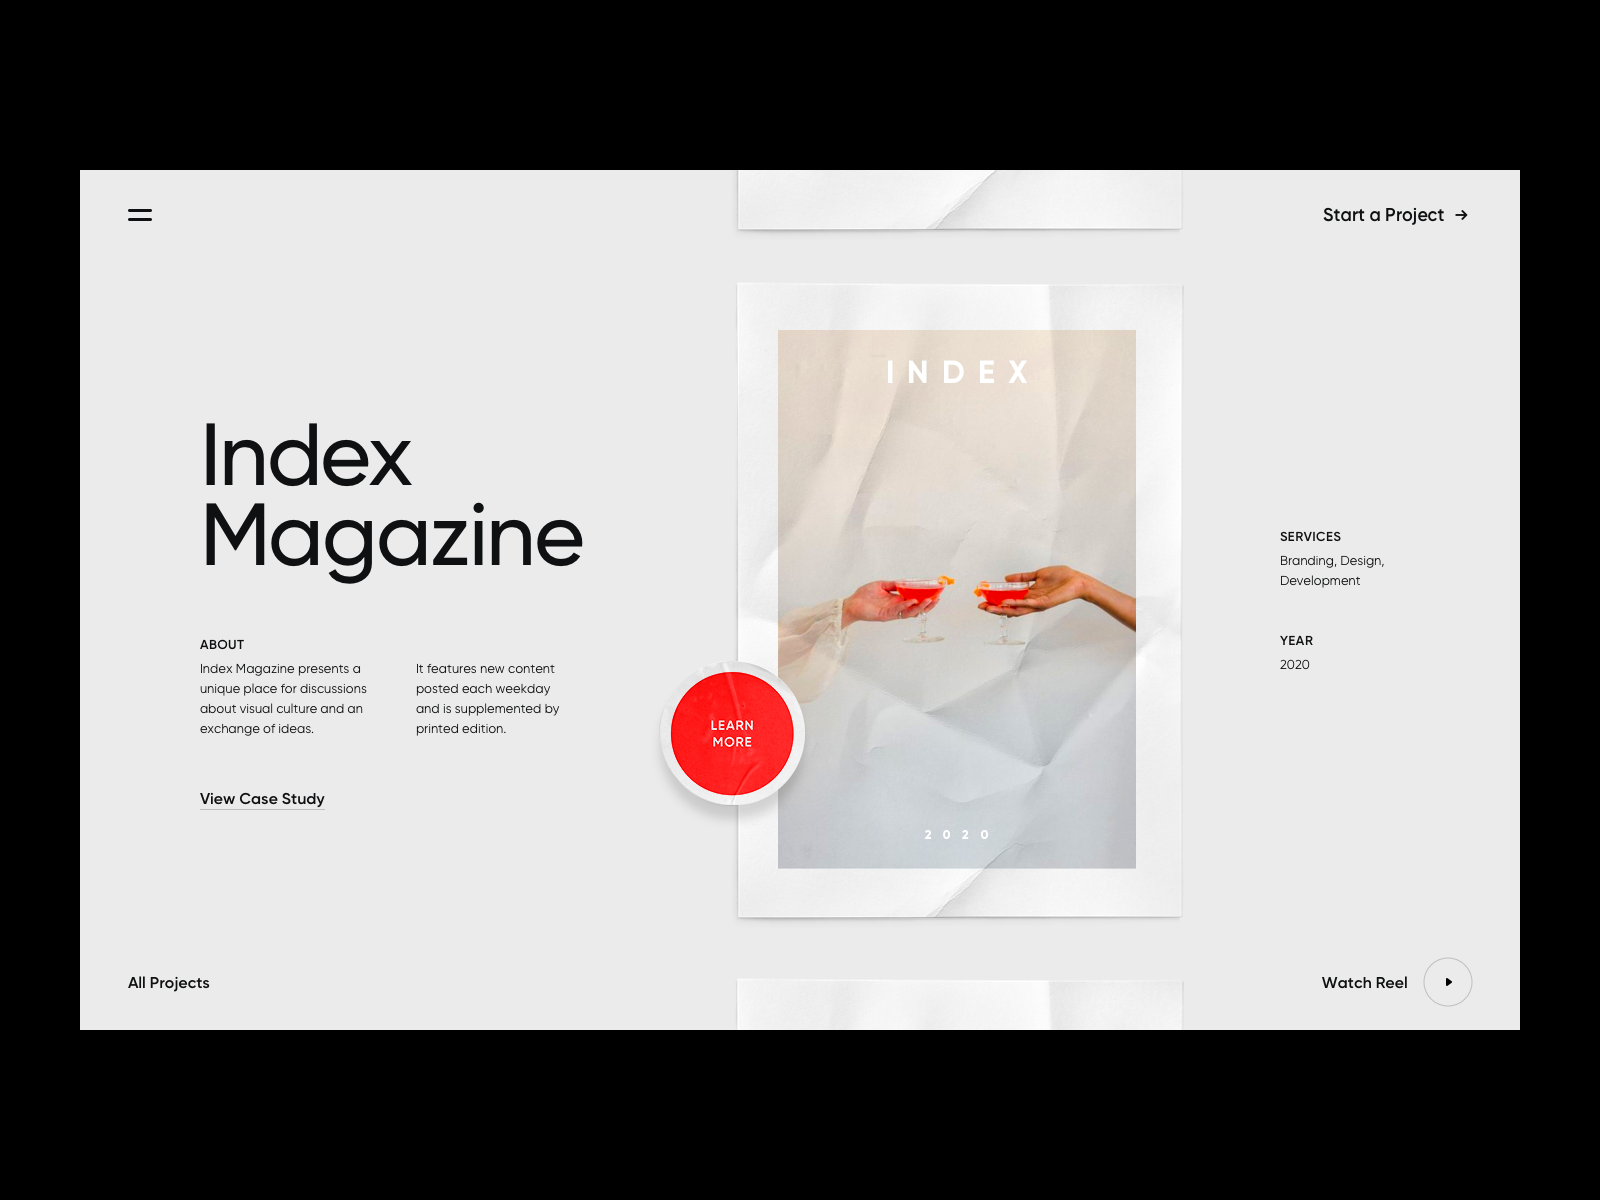 Start a Project
INDEX
Index
Magazine
ABOUT
Index Magazine presents a
unique place for discussions
about visual culture and an
exchange of ideas.
It features new content
posted each weekday
and is supplemented by
printed edition.
View Case Study
LEARN
MORE
2020
SERVICES
Branding, Design,
Development
YEAR
2020
All Projects
Watch Reel